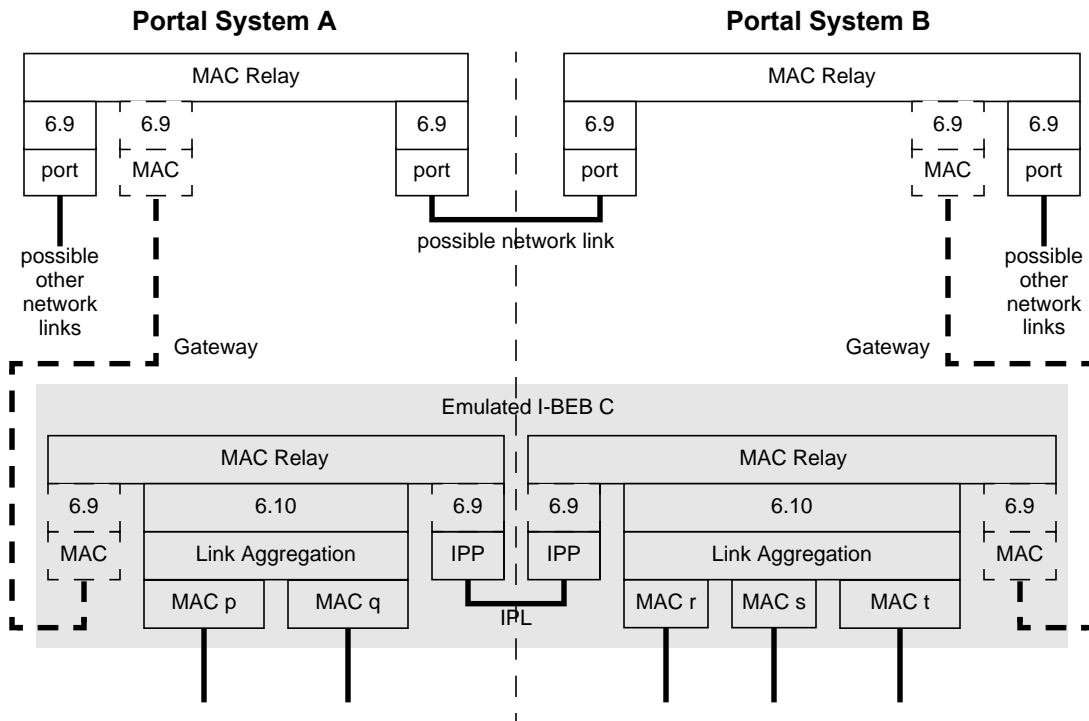 Portal System A
Portal System B
MAC Relay
MAC Relay
6.9
6.9
6.9
6.9
6.9
6.9
port
MAC
port
port
MAC
port
possible network link
possible
other
network
links
possible
other
network
links
Gateway
Gateway
Emulated I-BEB C
MAC Relay
MAC Relay
6.9
6.10
6.9
6.9
6.10
6.9
MAC
Link Aggregation
IPP
IPP
Link Aggregation
MAC
MAC p
MAC q
IPL
MAC r
MAC s
MAC t